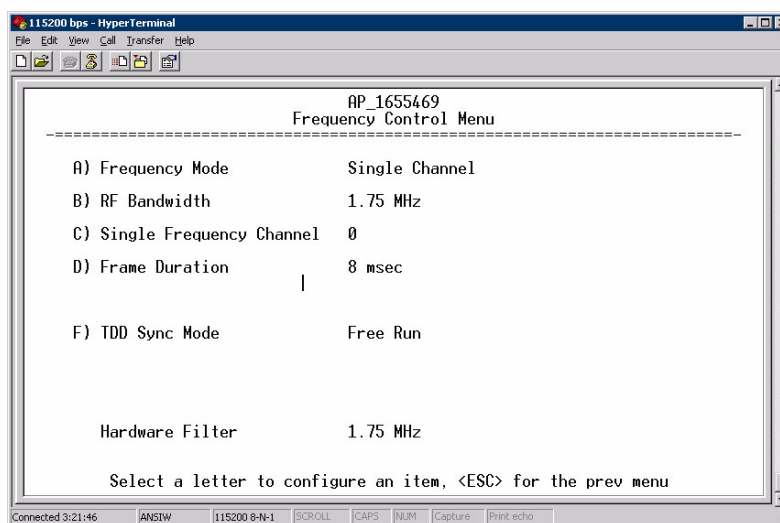 115200 bps - HyperTerminal
File Edit View Call Transfer Help
AP_1655469
Frequency Control Menu
-==========================================================================-
A) Frequency Mode Single Channel
B) RF Bandwidth 1.75 MHz
C) Single Frequency Channel 0
D) Frame Duration 8 msec
F) TDD Sync Mode Free Run
Hardware Filter 1.75 MHz
Select a letter to configure an item, <ESC> for the prev menu
Connected 3:21:46 ANSIW 115200 8-N-1 SCROLL CAPS NUM Capture Print echo